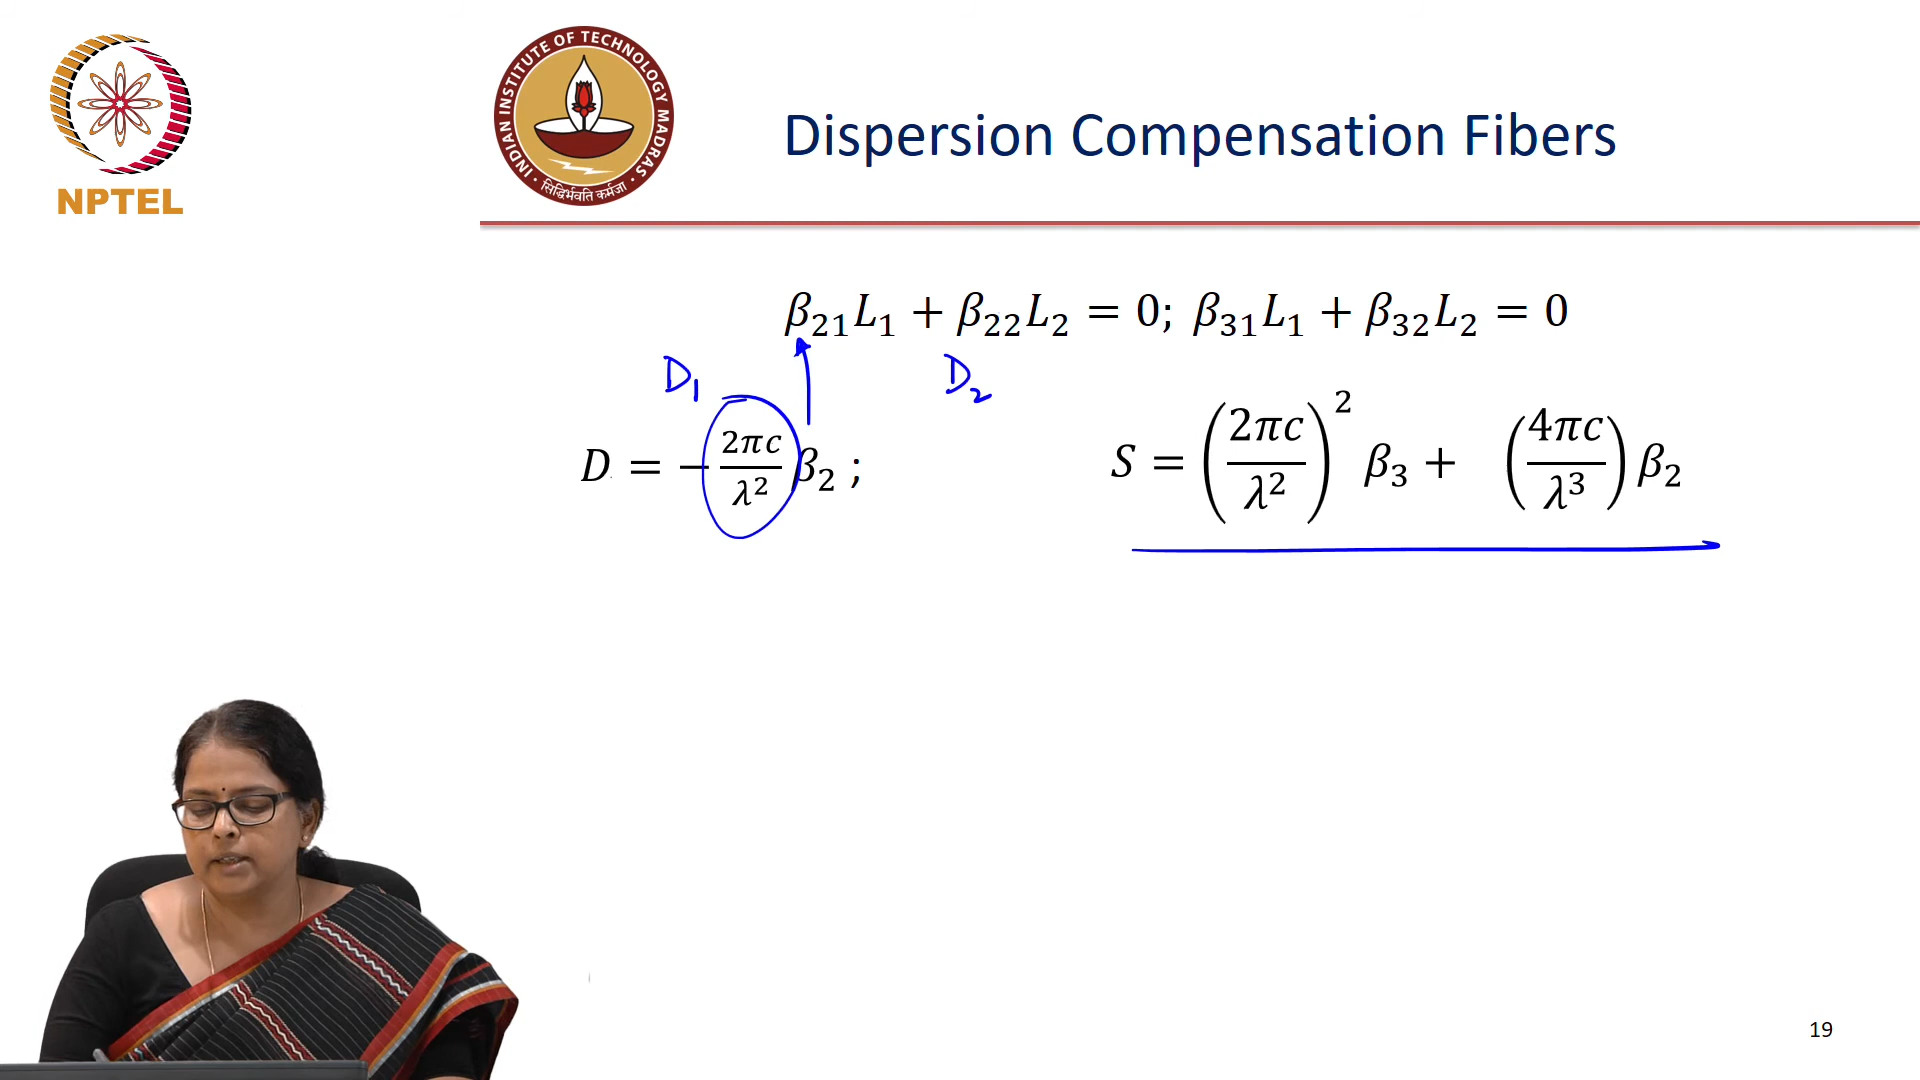 NPTEL
INDIAN INSTITUTE OF TECHNOLOGY MADRAS
सिद्धिर्भवति कर्मजा
Dispersion Compensation Fibers
β₂₁L₁ + β₂₂L₂ = 0; β₃₁L₁ + β₃₂L₂ = 0
D₁ D₂
D = −(2πc/λ²)β₂ ; S = (2πc/λ²)² β₃ + (4πc/λ³) β₂
19